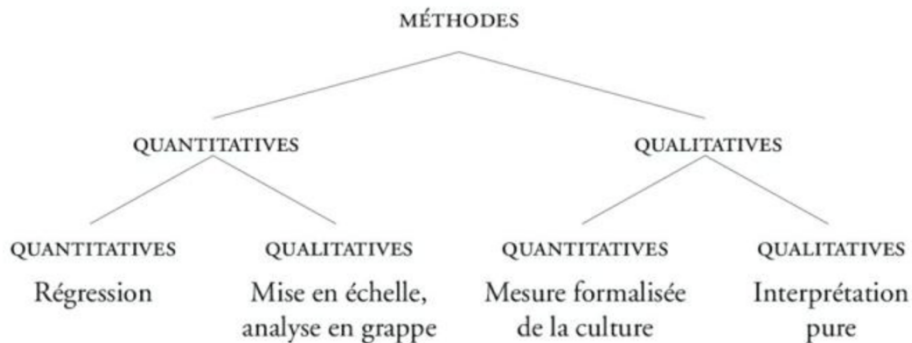 MÉTHODES
QUANTITATIVES QUALITATIVES
QUANTITATIVES QUALITATIVES QUANTITATIVES QUALITATIVES
Régression Mise en échelle, Mesure formalisée Interprétation
analyse en grappe de la culture pure